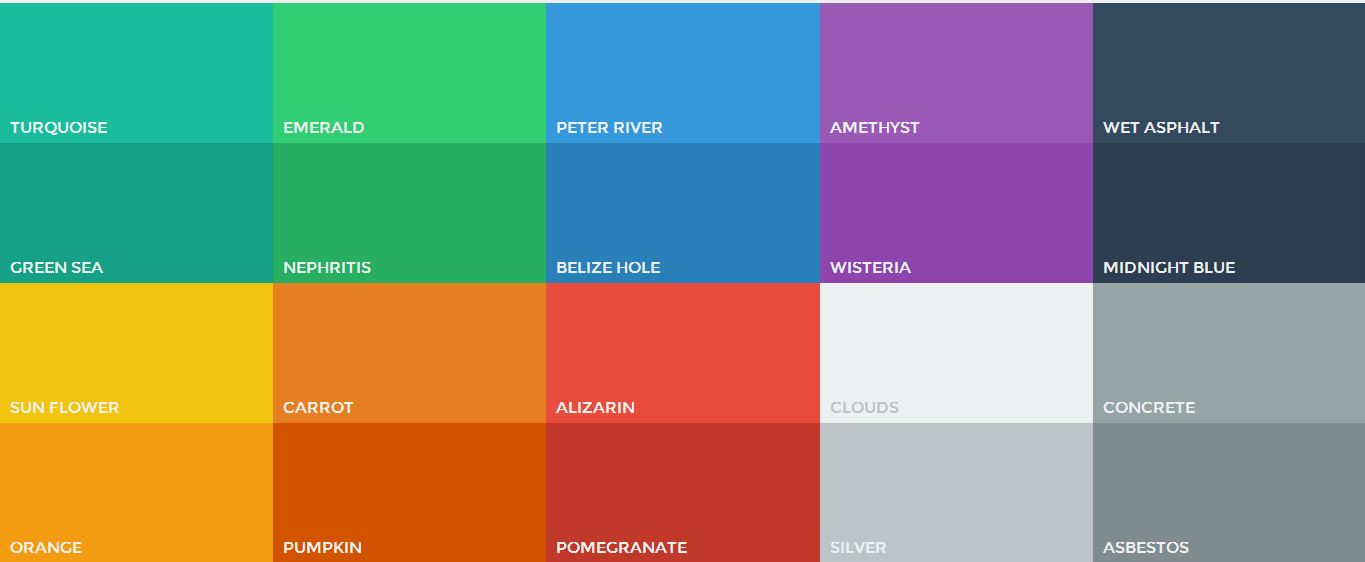 TURQUOISE
EMERALD
PETER RIVER
AMETHYST
WET ASPHALT
GREEN SEA
NEPHRITIS
BELIZE HOLE
WISTERIA
MIDNIGHT BLUE
SUN FLOWER
CARROT
ALIZARIN
CLOUDS
CONCRETE
ORANGE
PUMPKIN
POMEGRANATE
SILVER
ASBESTOS